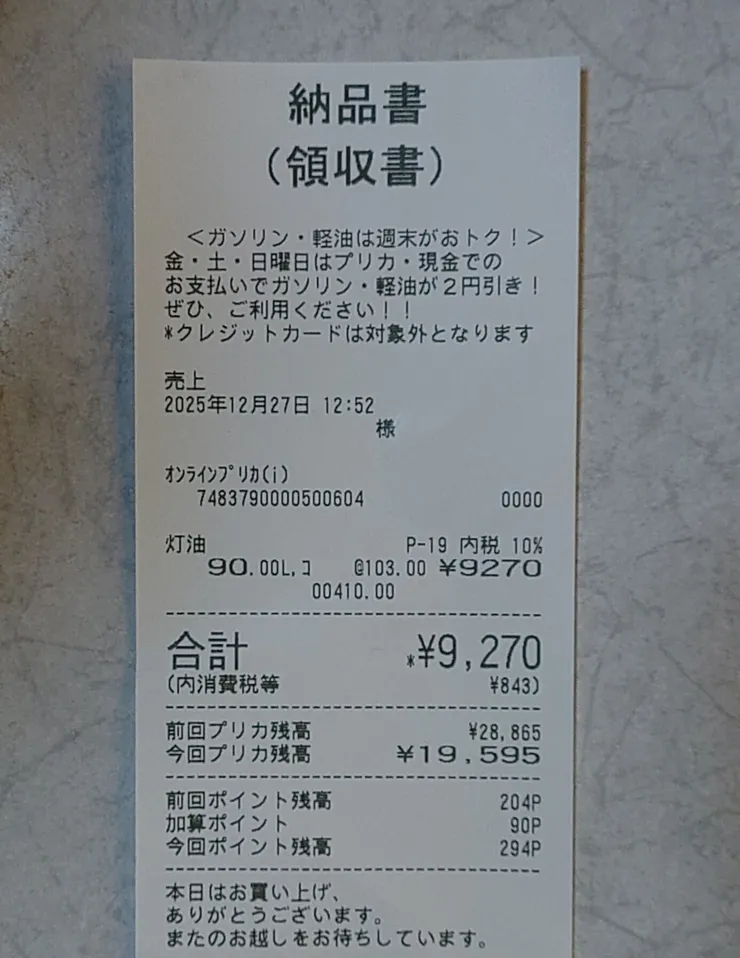 納品書
(領収書)
＜ガソリン・軽油は週末がおトク！＞
金・土・日曜日はプリカ・現金での
お支払いでガソリン・軽油が２円引き！
ぜひ、ご利用ください！！
*クレジットカードは対象外となります
売上
2025年12月27日 12:52
様
ｵﾝﾗｲﾝﾌﾟﾘｶ(i)
7483790000500604 0000
灯油 P-19 内税 10%
90.00L,ｺ @103.00 ¥9270
00410.00
合計 *¥9,270
(内消費税等 ¥843)
前回プリカ残高 ¥28,865
今回プリカ残高 ¥19,595
前回ポイント残高 204P
加算ポイント 90P
今回ポイント残高 294P
本日はお買い上げ、
ありがとうございます。
またのお越しをお待ちしています。